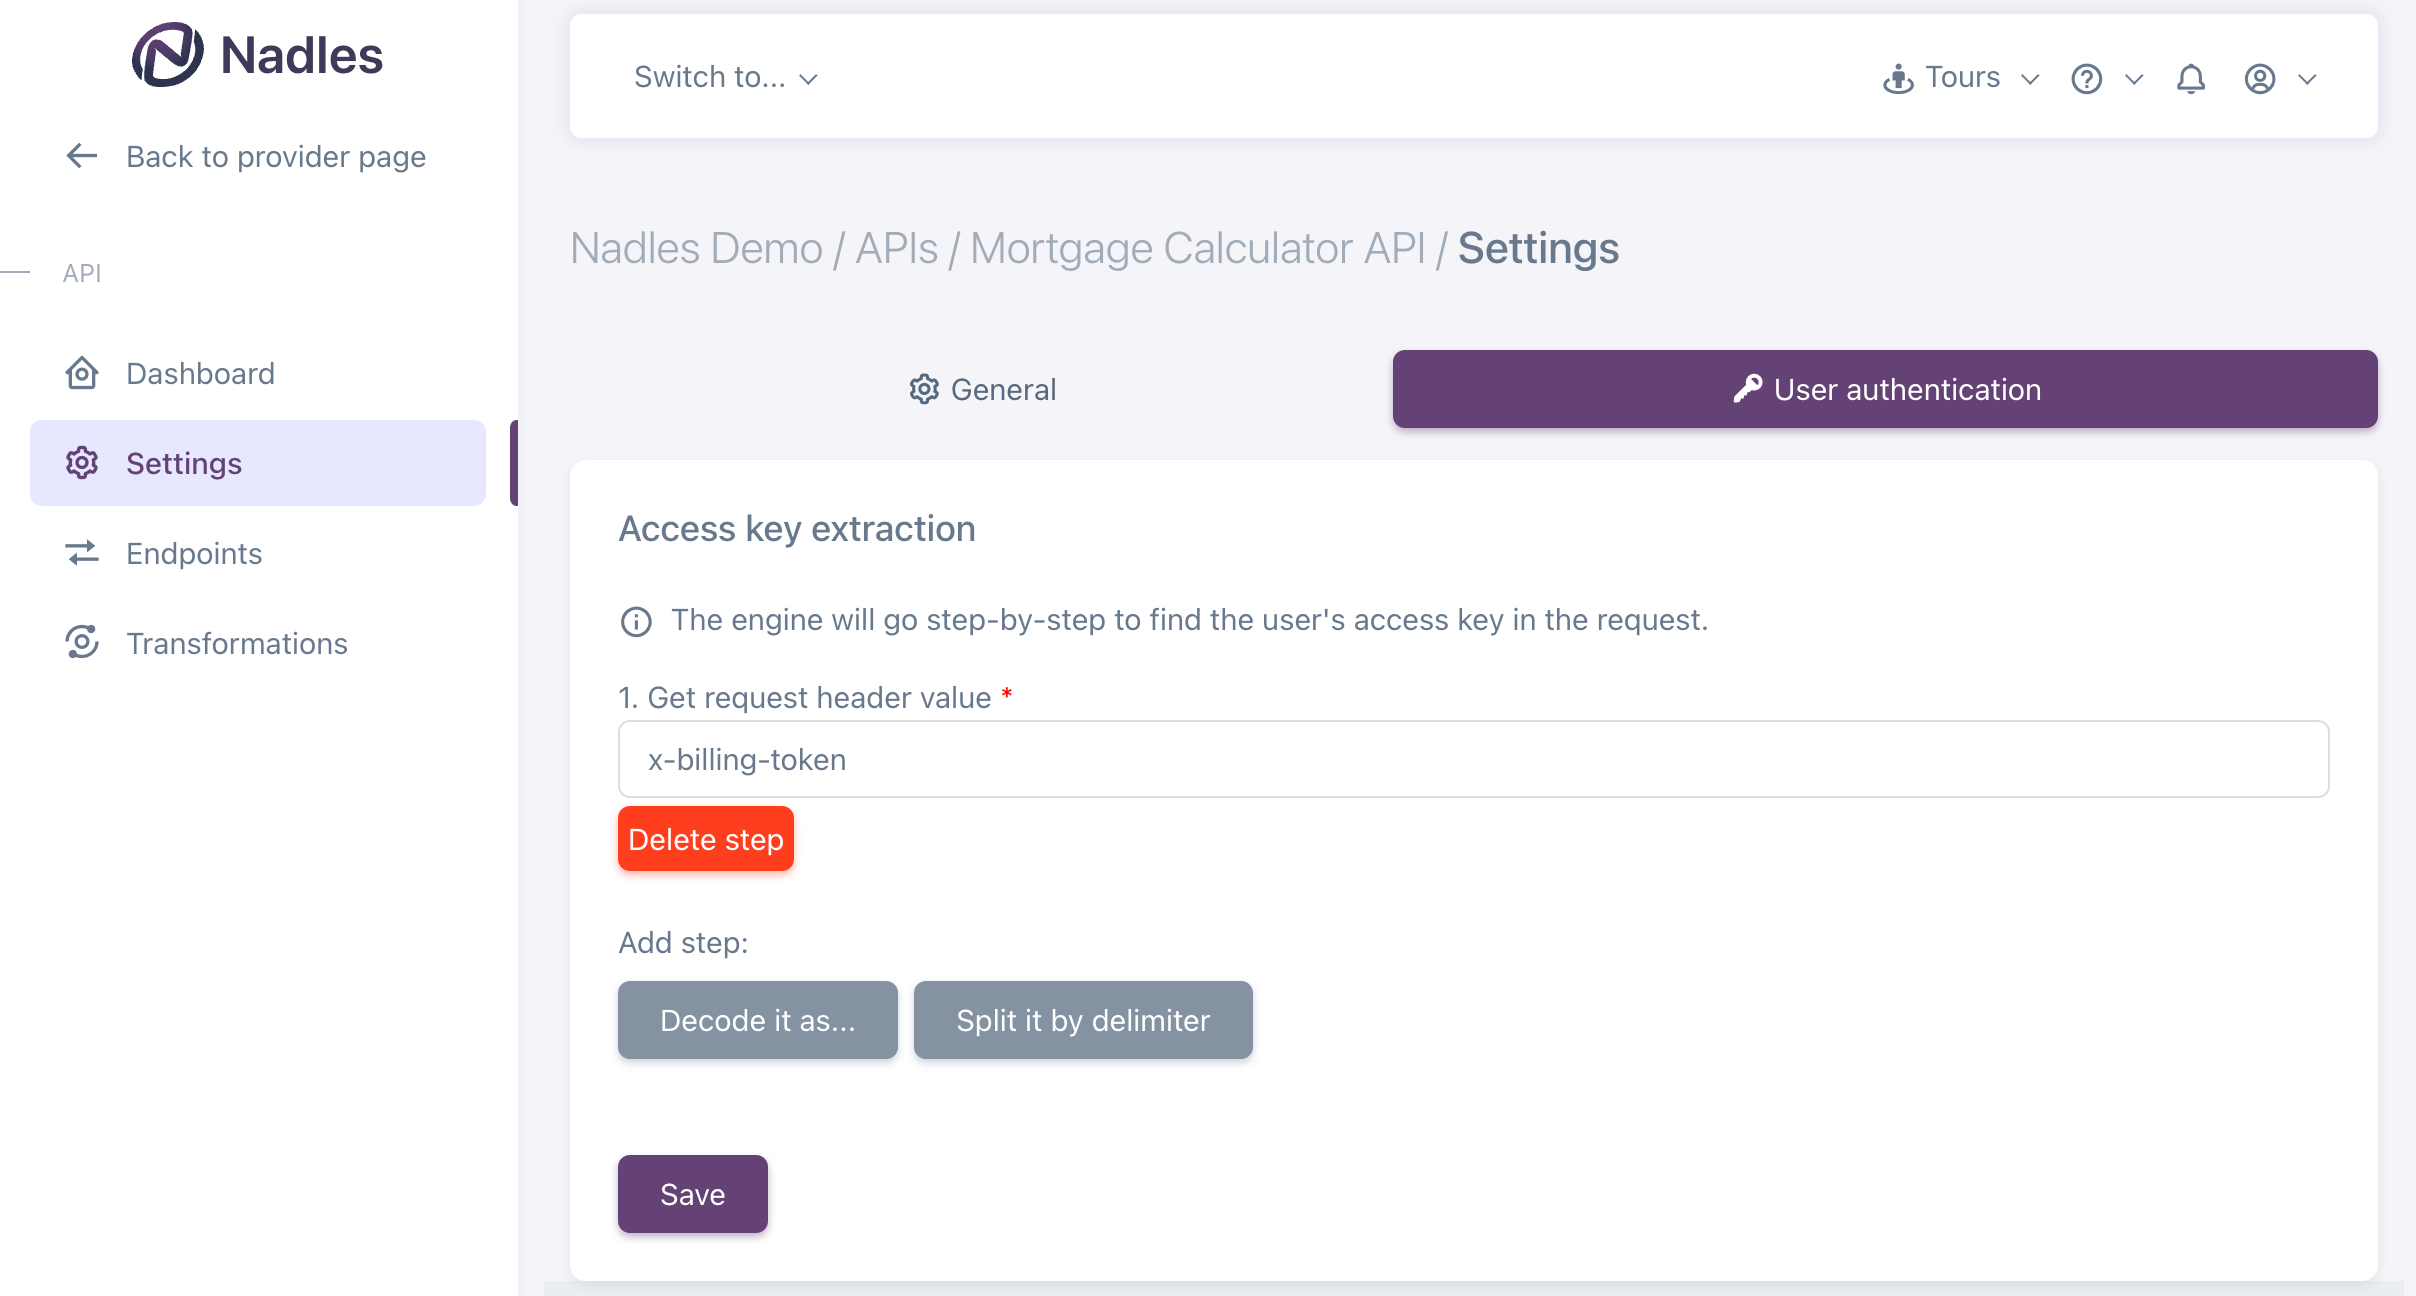 Nadles
Back to provider page
API
Dashboard
Settings
Endpoints
Transformations
Switch to...
Tours
Nadles Demo / APIs / Mortgage Calculator API / Settings
General
User authentication
Access key extraction
The engine will go step-by-step to find the user's access key in the request.
1. Get request header value *
x-billing-token
Delete step
Add step:
Decode it as...
Split it by delimiter
Save